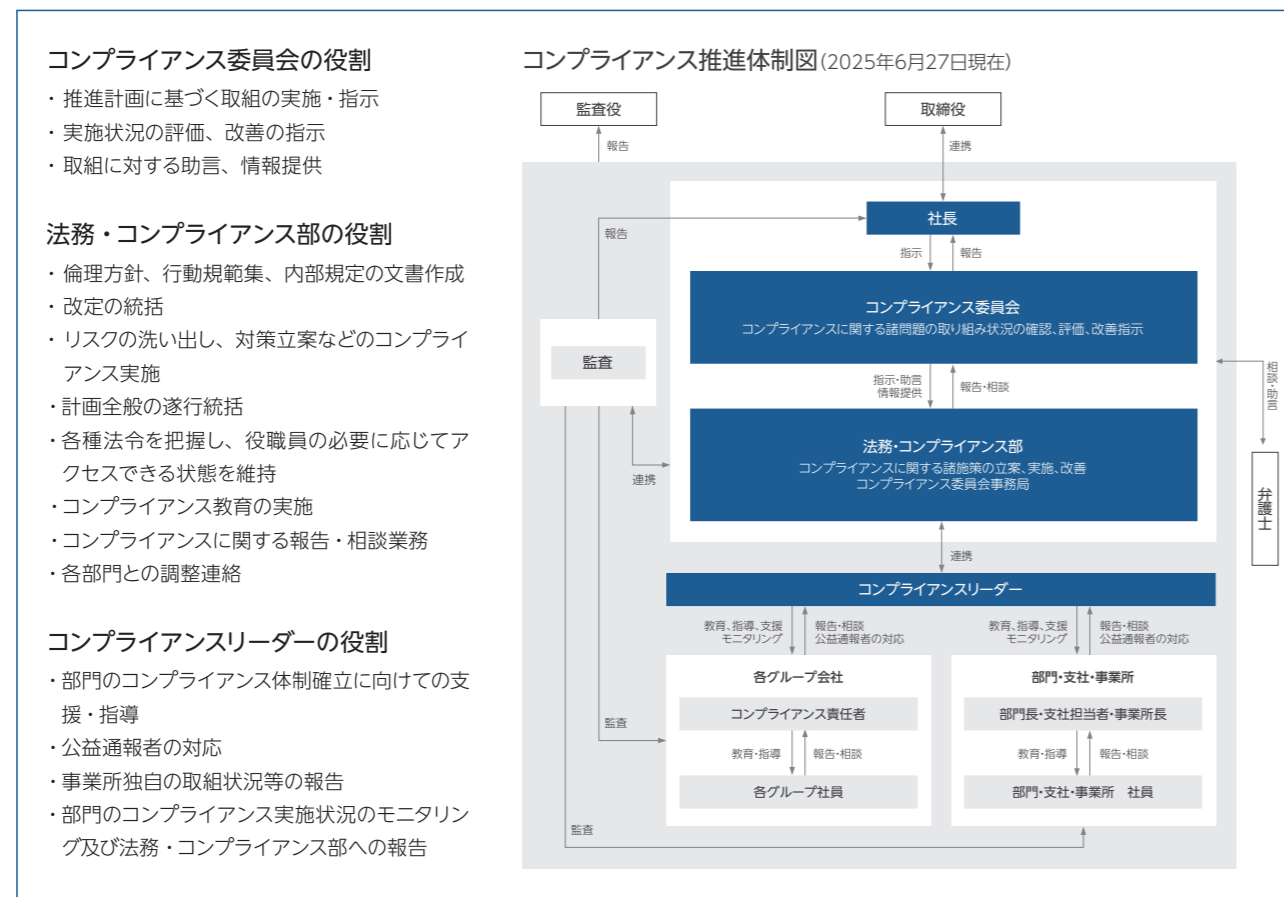 コンプライアンス委員会の役割
・推進計画に基づく取組の実施・指示
・実施状況の評価、改善の指示
・取組に対する助言、情報提供
法務・コンプライアンス部の役割
・倫理方針、行動規範集、内部規定の文書作成
・改定の統括
・リスクの洗い出し、対策立案などのコンプライ
アンス実施
・計画全般の遂行統括
・各種法令を把握し、役職員の必要に応じてア
クセスできる状態を維持
・コンプライアンス教育の実施
・コンプライアンスに関する報告・相談業務
・各部門との調整連絡
コンプライアンスリーダーの役割
・部門のコンプライアンス体制確立に向けての支
援・指導
・公益通報者の対応
・事業所独自の取組状況等の報告
・部門のコンプライアンス実施状況のモニタリン
グ及び法務・コンプライアンス部への報告
コンプライアンス推進体制図(2025年6月27日現在)
監査役
取締役
報告
連携
社長
報告
指示
報告
コンプライアンス委員会
コンプライアンスに関する諸問題の取り組み状況の確認、評価、改善指示
監査
指示・助言
情報提供
報告・相談
相談・助言
法務・コンプライアンス部
コンプライアンスに関する諸施策の立案、実施、改善
コンプライアンス委員会事務局
連携
弁護士
連携
コンプライアンスリーダー
教育、指導、支援
モニタリング
報告・相談
公益通報者の対応
教育、指導、支援
モニタリング
報告・相談
公益通報者の対応
各グループ会社
部門・支社・事業所
コンプライアンス責任者
部門長・支社担当者・事業所長
監査
教育・指導
報告・相談
教育・指導
報告・相談
各グループ社員
部門・支社・事業所 社員
監査